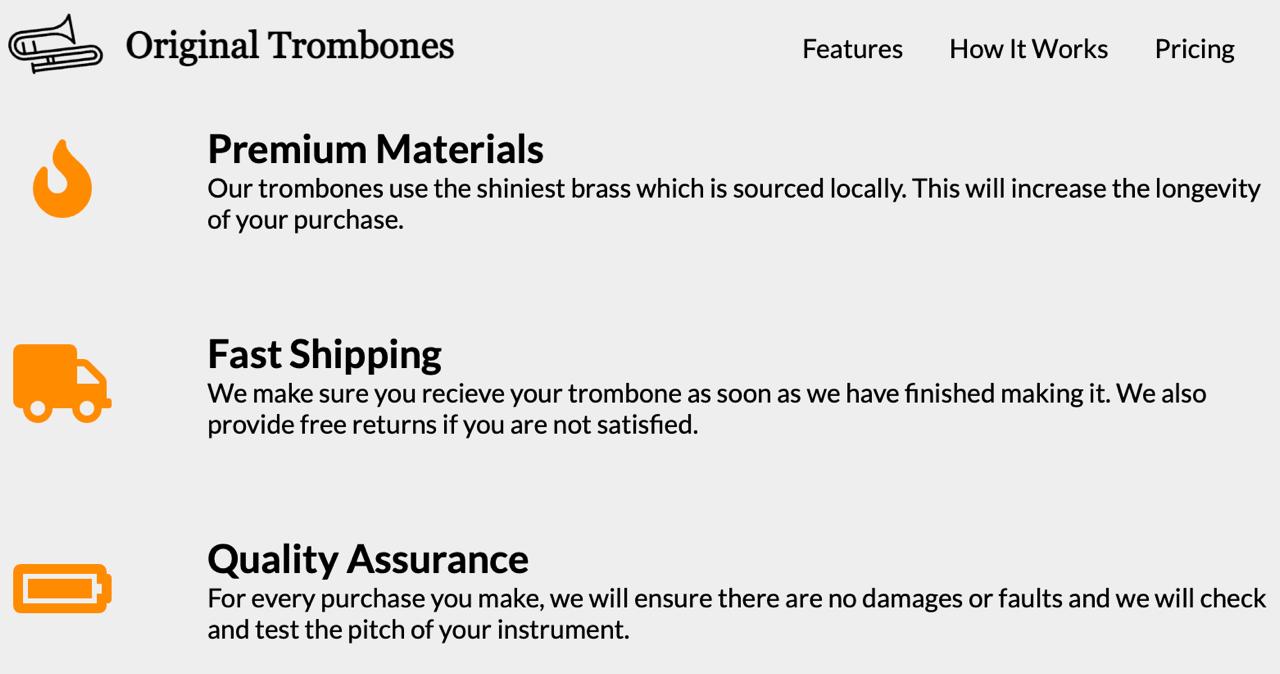 Original Trombones
Features How It Works Pricing
Premium Materials
Our trombones use the shiniest brass which is sourced locally. This will increase the longevity
of your purchase.
Fast Shipping
We make sure you recieve your trombone as soon as we have finished making it. We also
provide free returns if you are not satisfied.
Quality Assurance
For every purchase you make, we will ensure there are no damages or faults and we will check
and test the pitch of your instrument.